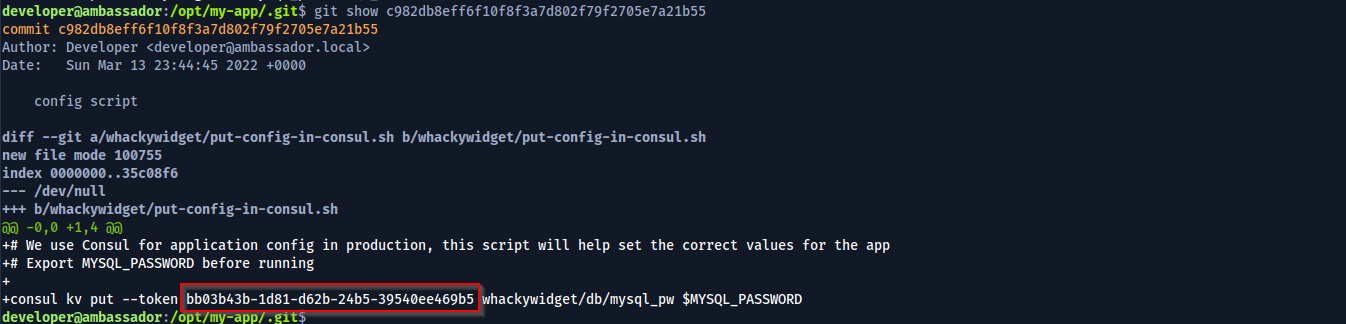 developer@ambassador:/opt/my-app/.git$ git show c982db8eff6f10f8f3a7d802f79f2705e7a21b55
commit c982db8eff6f10f8f3a7d802f79f2705e7a21b55
Author: Developer <developer@ambassador.local>
Date:   Sun Mar 13 23:44:45 2022 +0000
    config script
diff --git a/whackywidget/put-config-in-consul.sh b/whackywidget/put-config-in-consul.sh
new file mode 100755
index 0000000..35c08f6
--- /dev/null
+++ b/whackywidget/put-config-in-consul.sh
@@ -0,0 +1,4 @@
+# We use Consul for application config in production, this script will help set the correct values for the app
+# Export MYSQL_PASSWORD before running
+
+consul kv put --token bb03b43b-1d81-d62b-24b5-39540ee469b5 whackywidget/db/mysql_pw $MYSQL_PASSWORD
developer@ambassador:/opt/my-app/.git$